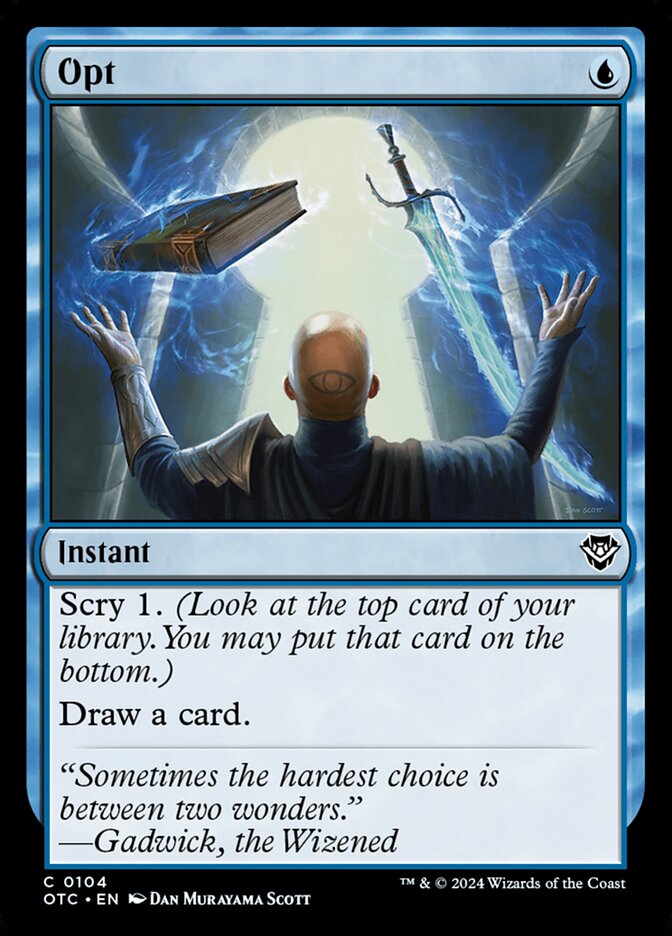 Opt
DAN SCOTT
Instant
Scry 1. (Look at the top card of your
library. You may put that card on the
bottom.)
Draw a card.
“Sometimes the hardest choice is
between two wonders.”
—Gadwick, the Wizened
C 0104
OTC • EN Dan Murayama Scott
™ & © 2024 Wizards of the Coast